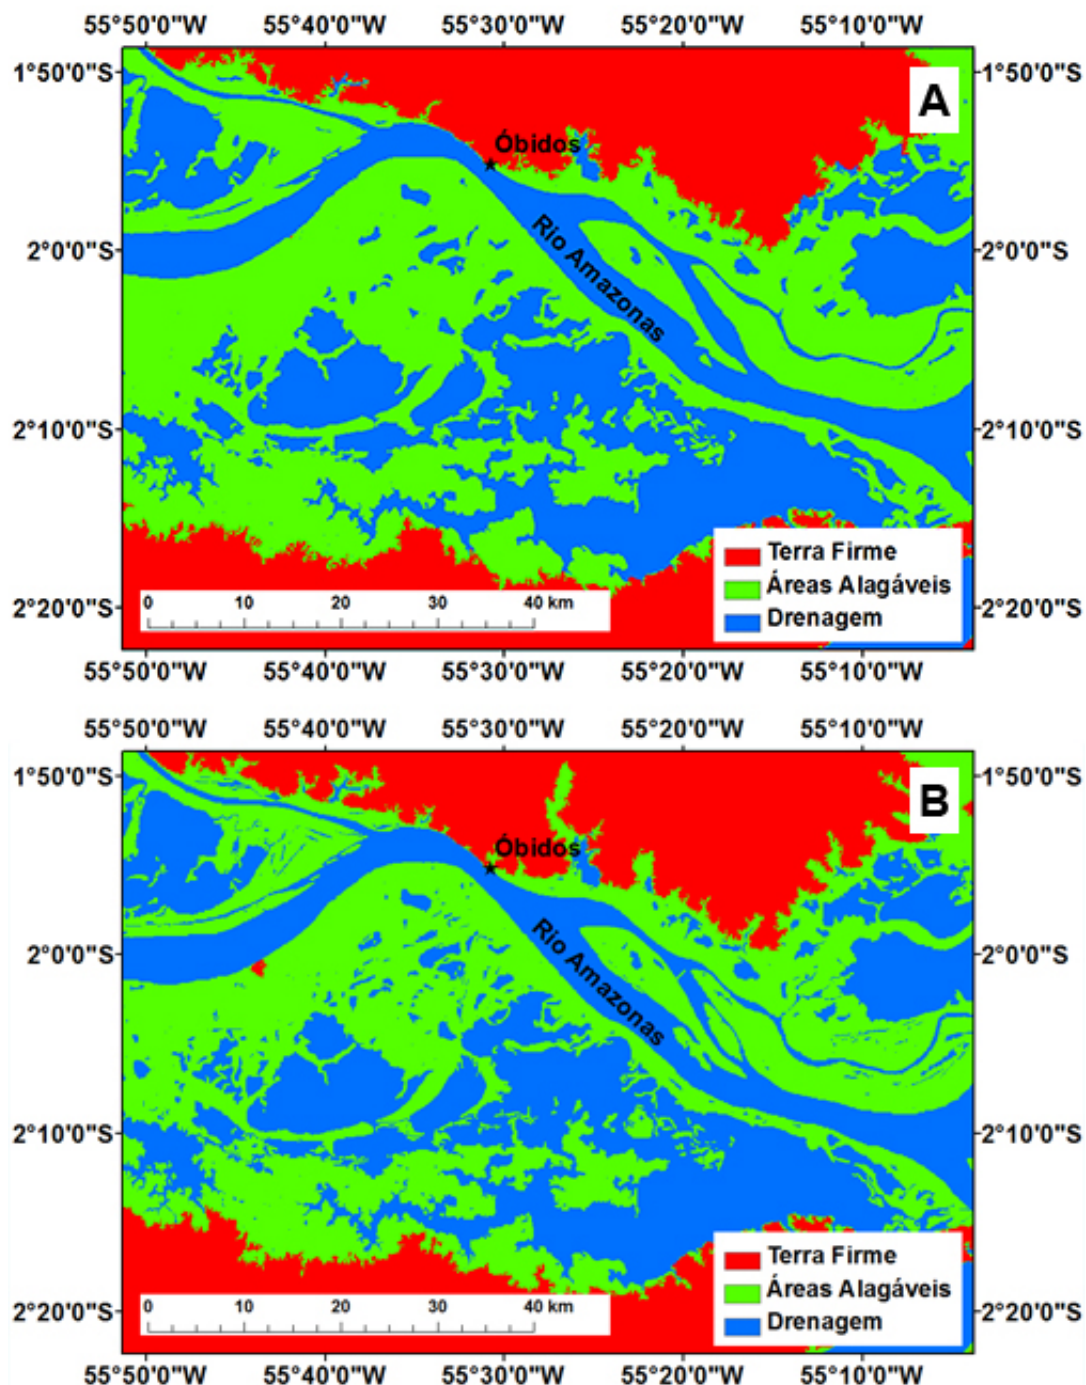 55°50'0"W 55°40'0"W 55°30'0"W 55°20'0"W 55°10'0"W
1°50'0"S 1°50'0"S
A
Óbidos
Rio Amazonas
2°0'0"S 2°0'0"S
2°10'0"S 2°10'0"S
Terra Firme
Áreas Alagáveis
Drenagem
0 10 20 30 40 km
2°20'0"S 2°20'0"S
55°50'0"W 55°40'0"W 55°30'0"W 55°20'0"W 55°10'0"W
55°50'0"W 55°40'0"W 55°30'0"W 55°20'0"W 55°10'0"W
1°50'0"S 1°50'0"S
B
Óbidos
Rio Amazonas
2°0'0"S 2°0'0"S
2°10'0"S 2°10'0"S
Terra Firme
Áreas Alagáveis
Drenagem
0 10 20 30 40 km
2°20'0"S 2°20'0"S
55°50'0"W 55°40'0"W 55°30'0"W 55°20'0"W 55°10'0"W